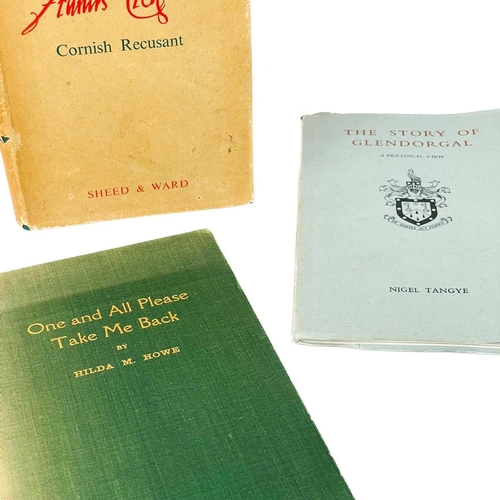 Cornish Recusant
SHEED & WARD
THE STORY OF
GLENDORGAL
A PERSONAL VIEW
NIGEL TANGYE
One and All Please
Take Me Back
BY
HILDA M. HOWE